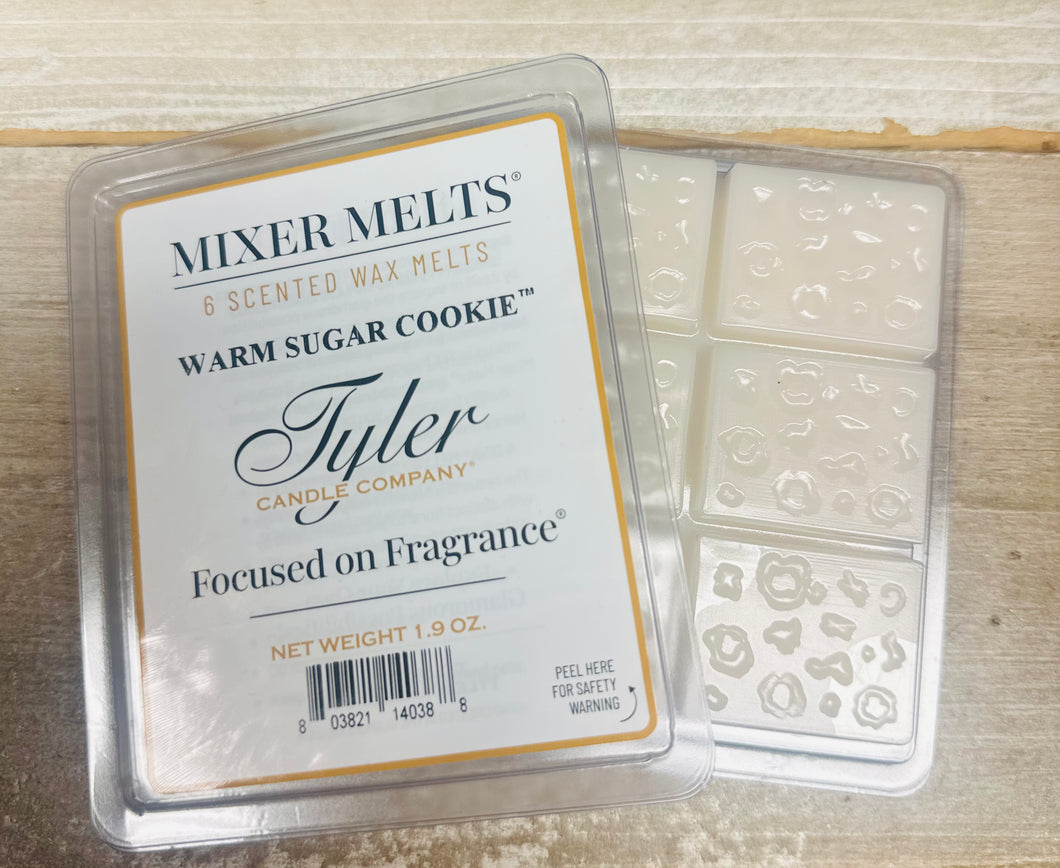 MIXER MELTS®
6 SCENTED WAX MELTS
WARM SUGAR COOKIE™
Tyler
CANDLE COMPANY®
Focused on Fragrance®
NET WEIGHT 1.9 OZ.
8 03821 14038 8
PEEL HERE
FOR SAFETY
WARNING